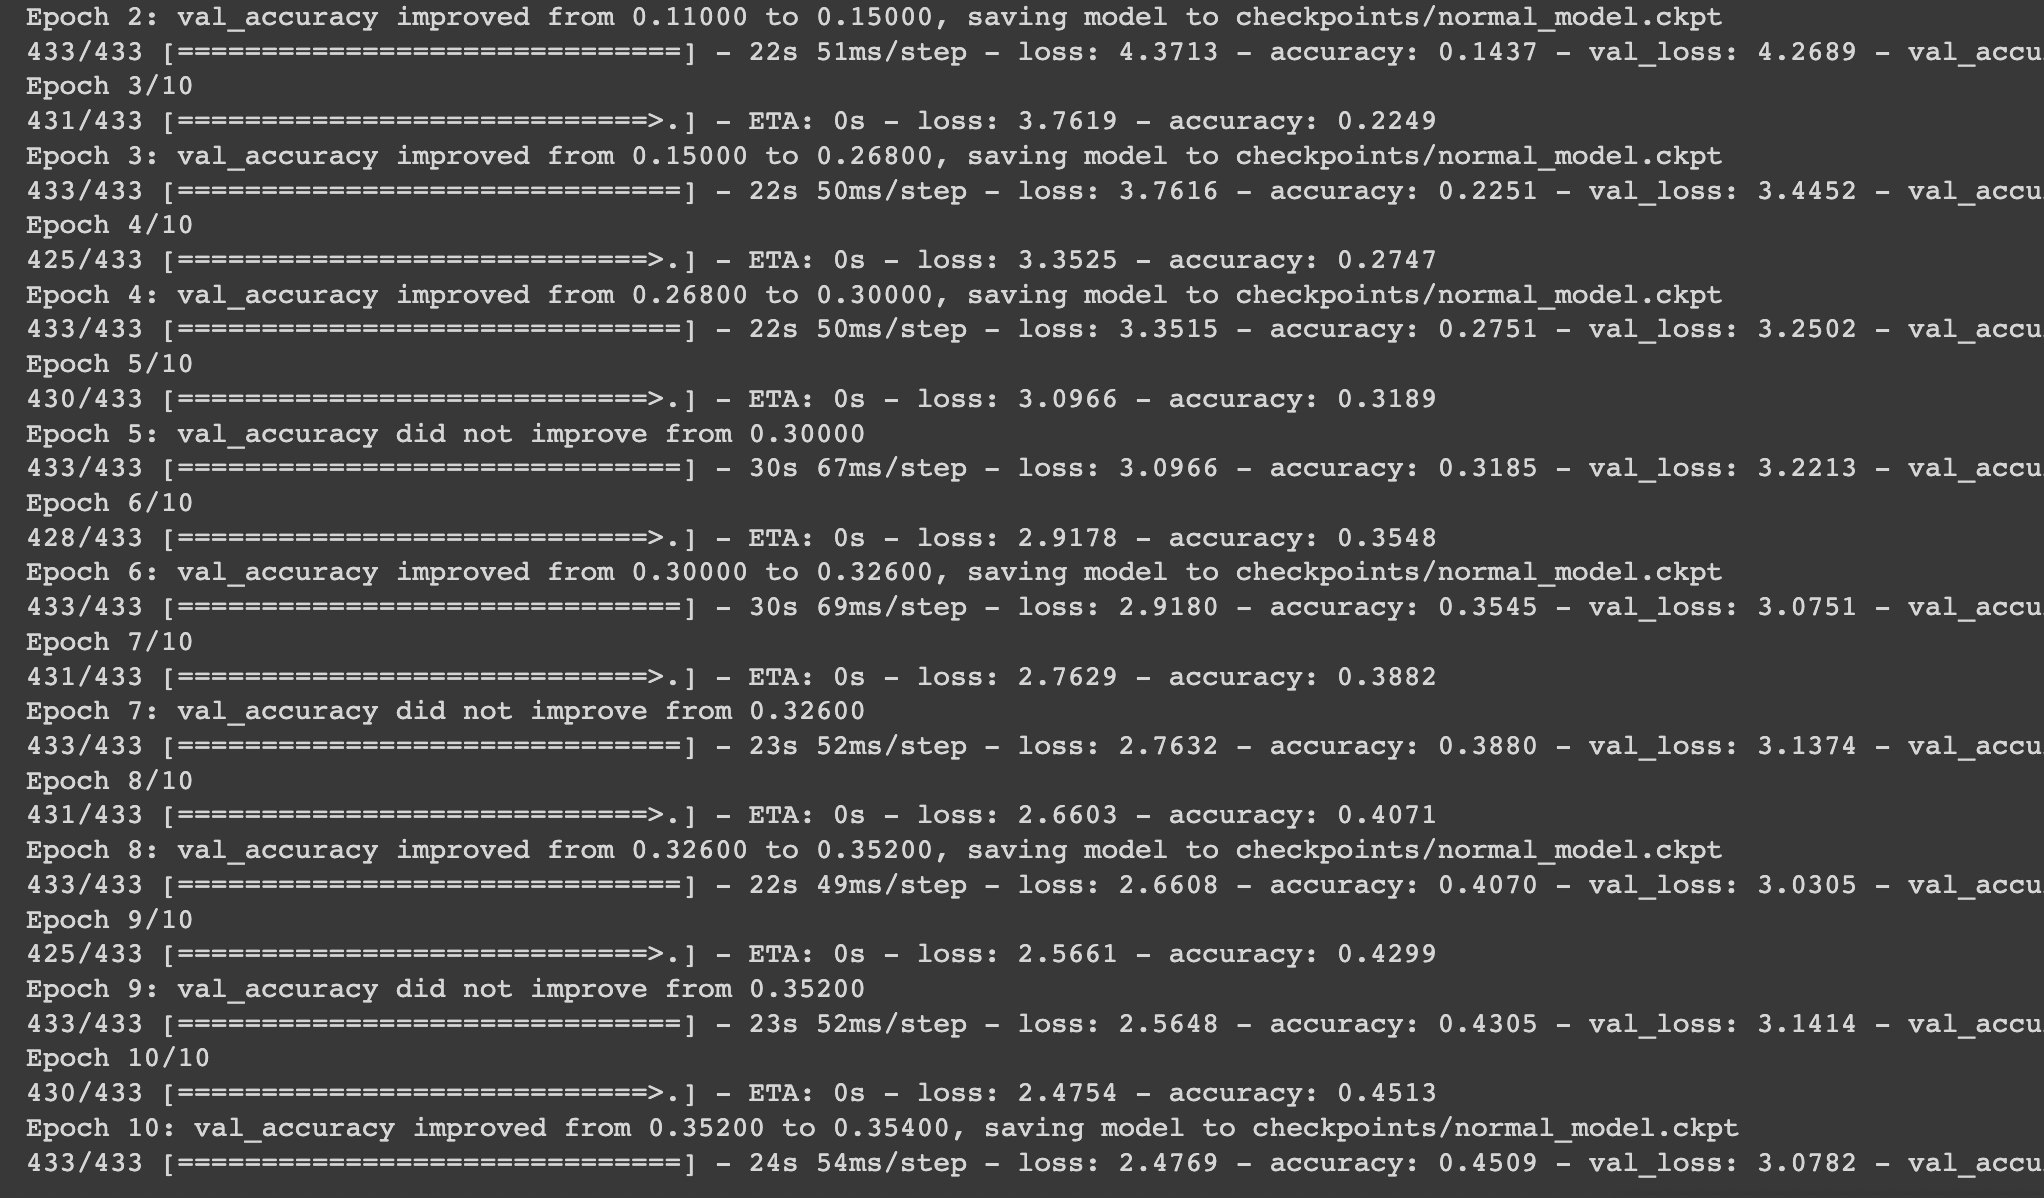 Epoch 2: val_accuracy improved from 0.11000 to 0.15000, saving model to checkpoints/normal_model.ckpt
433/433 [==============================] - 22s 51ms/step - loss: 4.3713 - accuracy: 0.1437 - val_loss: 4.2689 - val_accu
Epoch 3/10
431/433 [============================>.] - ETA: 0s - loss: 3.7619 - accuracy: 0.2249
Epoch 3: val_accuracy improved from 0.15000 to 0.26800, saving model to checkpoints/normal_model.ckpt
433/433 [==============================] - 22s 50ms/step - loss: 3.7616 - accuracy: 0.2251 - val_loss: 3.4452 - val_accu
Epoch 4/10
425/433 [============================>.] - ETA: 0s - loss: 3.3525 - accuracy: 0.2747
Epoch 4: val_accuracy improved from 0.26800 to 0.30000, saving model to checkpoints/normal_model.ckpt
433/433 [==============================] - 22s 50ms/step - loss: 3.3515 - accuracy: 0.2751 - val_loss: 3.2502 - val_accu
Epoch 5/10
430/433 [============================>.] - ETA: 0s - loss: 3.0966 - accuracy: 0.3189
Epoch 5: val_accuracy did not improve from 0.30000
433/433 [==============================] - 30s 67ms/step - loss: 3.0966 - accuracy: 0.3185 - val_loss: 3.2213 - val_accu
Epoch 6/10
428/433 [============================>.] - ETA: 0s - loss: 2.9178 - accuracy: 0.3548
Epoch 6: val_accuracy improved from 0.30000 to 0.32600, saving model to checkpoints/normal_model.ckpt
433/433 [==============================] - 30s 69ms/step - loss: 2.9180 - accuracy: 0.3545 - val_loss: 3.0751 - val_accu
Epoch 7/10
431/433 [============================>.] - ETA: 0s - loss: 2.7629 - accuracy: 0.3882
Epoch 7: val_accuracy did not improve from 0.32600
433/433 [==============================] - 23s 52ms/step - loss: 2.7632 - accuracy: 0.3880 - val_loss: 3.1374 - val_accu
Epoch 8/10
431/433 [============================>.] - ETA: 0s - loss: 2.6603 - accuracy: 0.4071
Epoch 8: val_accuracy improved from 0.32600 to 0.35200, saving model to checkpoints/normal_model.ckpt
433/433 [==============================] - 22s 49ms/step - loss: 2.6608 - accuracy: 0.4070 - val_loss: 3.0305 - val_accu
Epoch 9/10
425/433 [============================>.] - ETA: 0s - loss: 2.5661 - accuracy: 0.4299
Epoch 9: val_accuracy did not improve from 0.35200
433/433 [==============================] - 23s 52ms/step - loss: 2.5648 - accuracy: 0.4305 - val_loss: 3.1414 - val_accu
Epoch 10/10
430/433 [============================>.] - ETA: 0s - loss: 2.4754 - accuracy: 0.4513
Epoch 10: val_accuracy improved from 0.35200 to 0.35400, saving model to checkpoints/normal_model.ckpt
433/433 [==============================] - 24s 54ms/step - loss: 2.4769 - accuracy: 0.4509 - val_loss: 3.0782 - val_accu